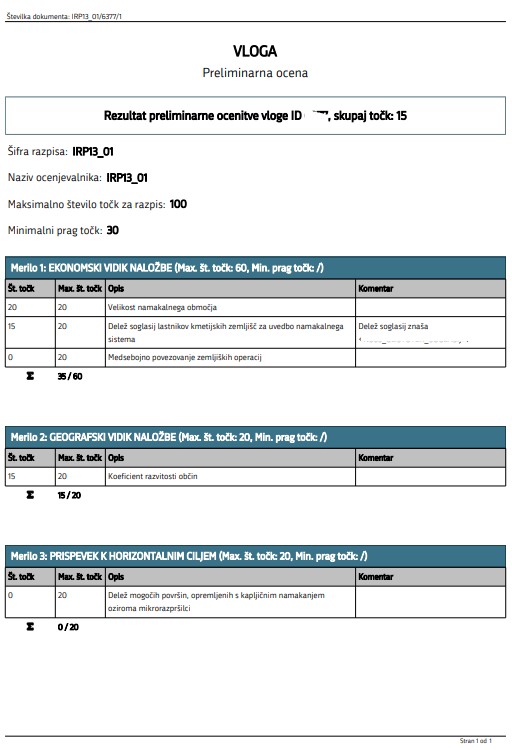 Številka dokumenta: IRP13_01/6377/1
VLOGA
Preliminarna ocena
Rezultat preliminarne ocenitve vloge ID , skupaj točk: 15
Šifra razpisa: IRP13_01
Naziv ocenjevalnika: IRP13_01
Maksimalno število točk za razpis: 100
Minimalni prag točk: 30
Merilo 1: EKONOMSKI VIDIK NALOŽBE (Max. št. točk: 60, Min. prag točk: /)
Št. točk Max. št. točk Opis Komentar
20 20 Velikost namakalnega območja
15 20 Delež soglasij lastnikov kmetijskih zemljišč za uvedbo namakalnega Delež soglasij znaša
sistema
0 20 Medsebojno povezovanje zemljiških operacij
Σ 35 / 60
Merilo 2: GEOGRAFSKI VIDIK NALOŽBE (Max. št. točk: 20, Min. prag točk: /)
Št. točk Max. št. točk Opis Komentar
15 20 Koeficient razvitosti občin
Σ 15 / 20
Merilo 3: PRISPEVEK K HORIZONTALNIM CILJEM (Max. št. točk: 20, Min. prag točk: /)
Št. točk Max. št. točk Opis Komentar
0 20 Delež mogočih površin, opremljenih s kapljičnim namakanjem
oziroma mikrorazpršilci
Σ 0 / 20
Stran 1 od 1